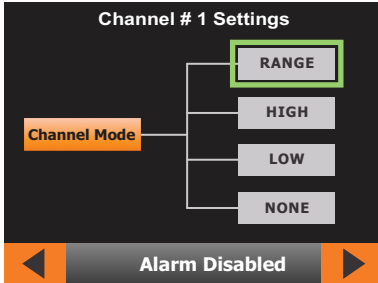 Channel # 1 Settings
RANGE
HIGH
Channel Mode
LOW
NONE
Alarm Disabled